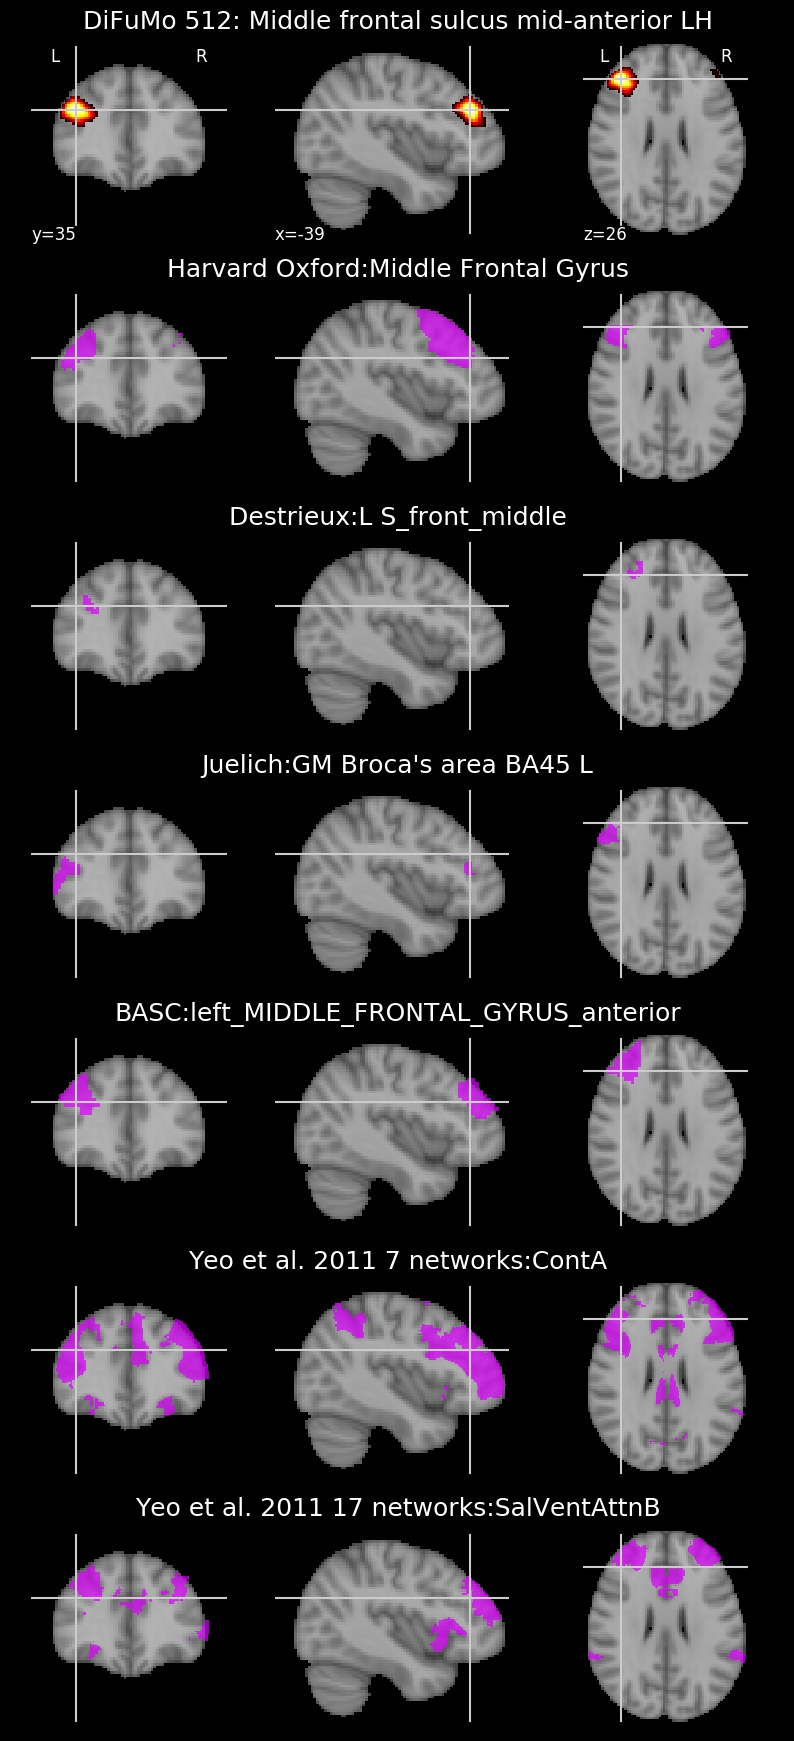 DiFuMo 512: Middle frontal sulcus mid-anterior LH
L R L R
y=35 x=-39 z=26
Harvard Oxford:Middle Frontal Gyrus
Destrieux:L S_front_middle
Juelich:GM Broca's area BA45 L
BASC:left_MIDDLE_FRONTAL_GYRUS_anterior
Yeo et al. 2011 7 networks:ContA
Yeo et al. 2011 17 networks:SalVentAttnB